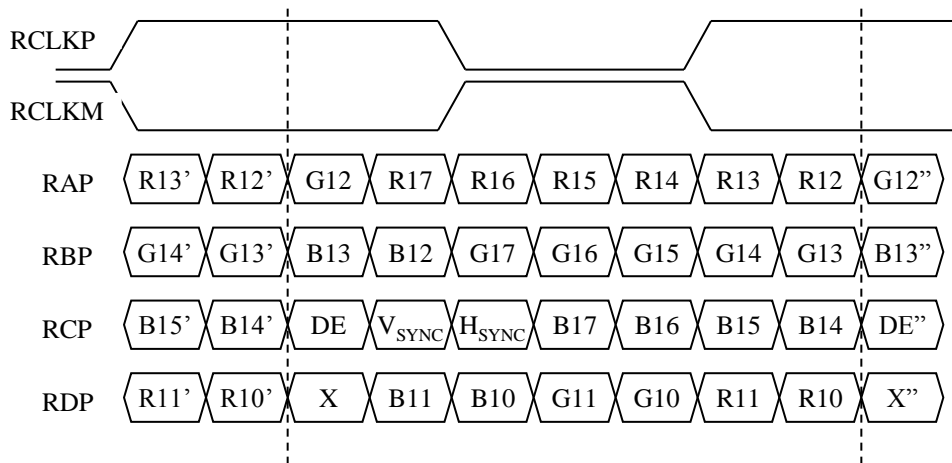 RCLKP
RCLKM
RAP R13’ R12’ G12 R17 R16 R15 R14 R13 R12 G12”
RBP G14’ G13’ B13 B12 G17 G16 G15 G14 G13 B13”
RCP B15’ B14’ DE VSYNC HSYNC B17 B16 B15 B14 DE”
RDP R11’ R10’ X B11 B10 G11 G10 R11 R10 X”